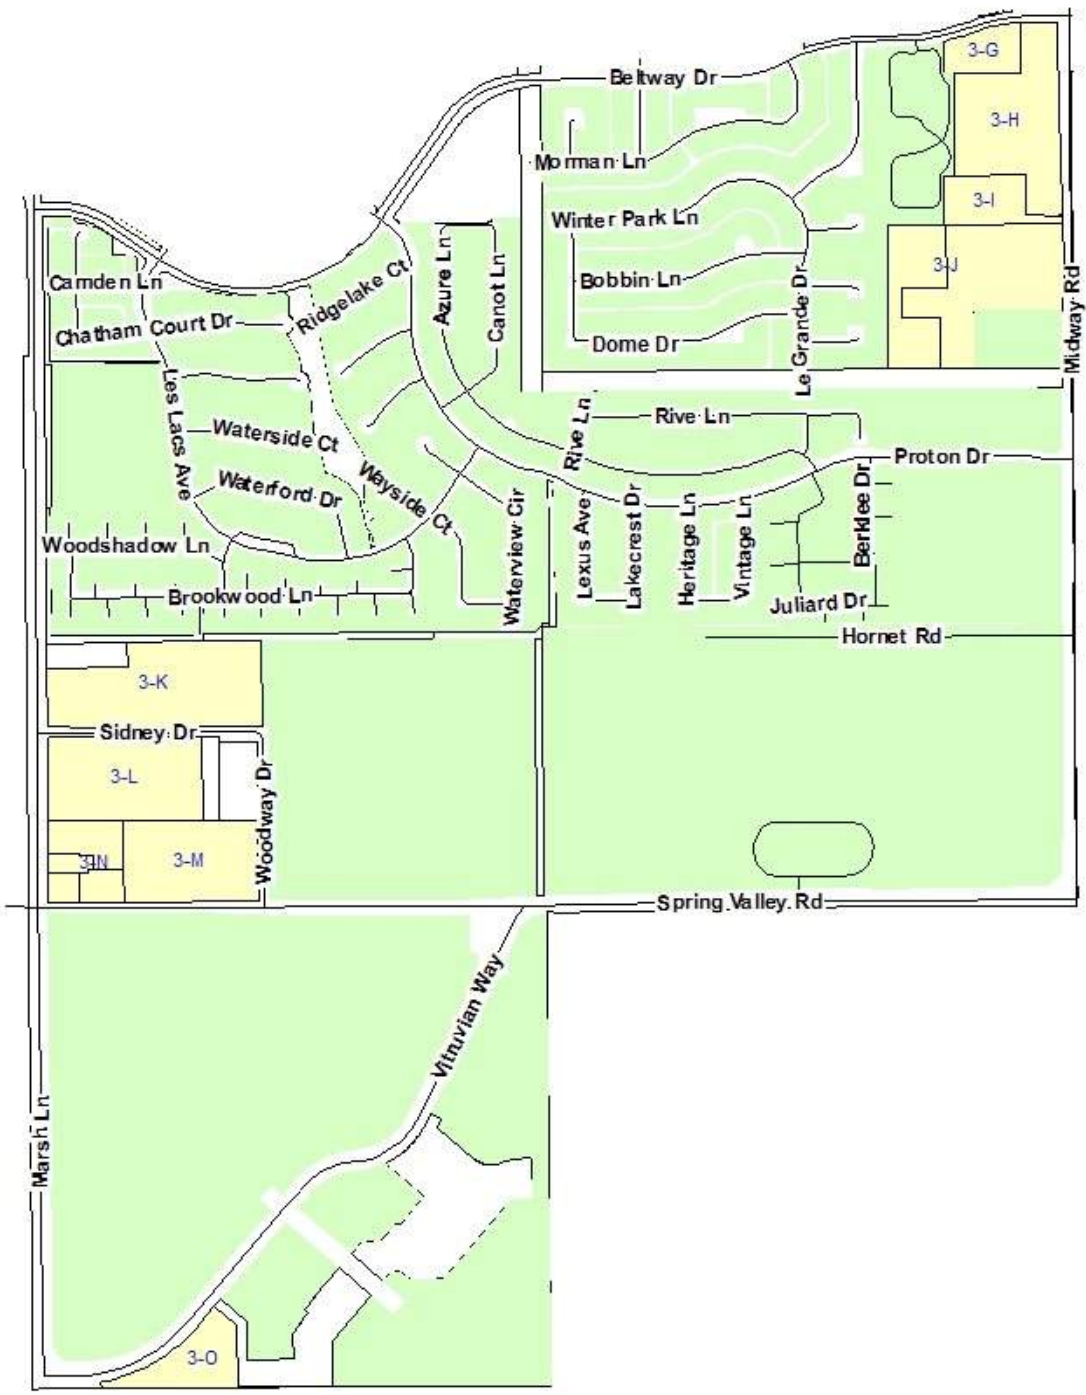 3-G
Beltway Dr
3-H
Morman Ln
3-I
Winter Park Ln
Camden Ln
Ridgelake Ct
Azure Ln
Canot Ln
Bobbin Ln
3-J
Le Grande Dr
Midway Rd
Chatham Court Dr
Dome Dr
Les Lacs Ave
Waterside Ct
Rive Ln
Rive Ln
Proton Dr
Waterford Dr
Wayside Ct
Waterview Cir
Lexus Ave
Lakecrest Dr
Heritage Ln
Vintage Ln
Berklee Dr
Woodshadow Ln
Brookwood Ln
Juliard Dr
Hornet Rd
3-K
Sidney Dr
3-L
Woodway Dr
3-N
3-M
Spring Valley Rd
Vitruvian Way
Marsh Ln
3-O